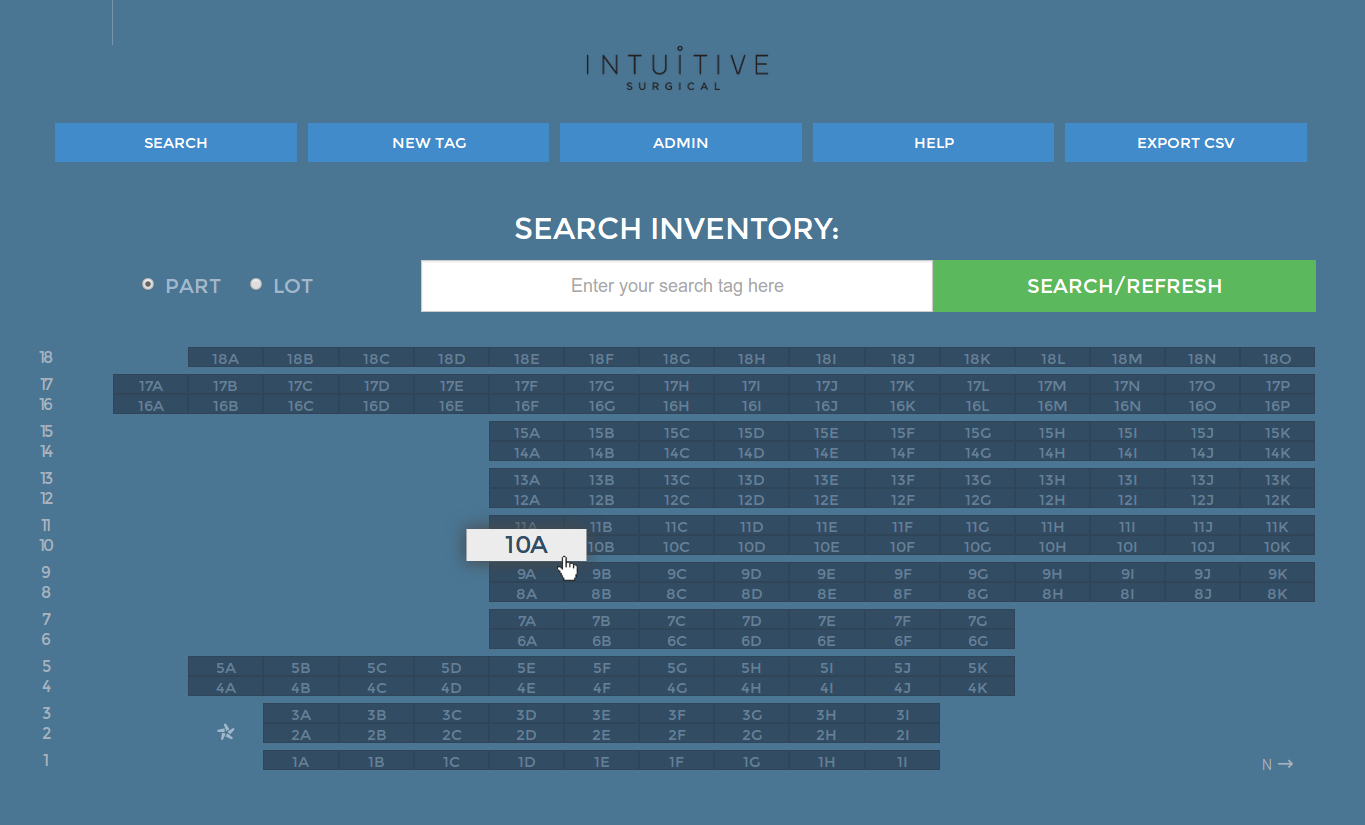 INTUITIVE
SURGICAL
SEARCH NEW TAG ADMIN HELP EXPORT CSV
SEARCH INVENTORY:
PART LOT Enter your search tag here SEARCH/REFRESH
18 18A 18B 18C 18D 18E 18F 18G 18H 18I 18J 18K 18L 18M 18N 18O
17 17A 17B 17C 17D 17E 17F 17G 17H 17I 17J 17K 17L 17M 17N 17O 17P
16 16A 16B 16C 16D 16E 16F 16G 16H 16I 16J 16K 16L 16M 16N 16O 16P
15 15A 15B 15C 15D 15E 15F 15G 15H 15I 15J 15K
14 14A 14B 14C 14D 14E 14F 14G 14H 14I 14J 14K
13 13A 13B 13C 13D 13E 13F 13G 13H 13I 13J 13K
12 12A 12B 12C 12D 12E 12F 12G 12H 12I 12J 12K
11 11A 11B 11C 11D 11E 11F 11G 11H 11I 11J 11K
10 10A 10B 10C 10D 10E 10F 10G 10H 10I 10J 10K
9 9A 9B 9C 9D 9E 9F 9G 9H 9I 9J 9K
8 8A 8B 8C 8D 8E 8F 8G 8H 8I 8J 8K
7 7A 7B 7C 7D 7E 7F 7G
6 6A 6B 6C 6D 6E 6F 6G
5 5A 5B 5C 5D 5E 5F 5G 5H 5I 5J 5K
4 4A 4B 4C 4D 4E 4F 4G 4H 4I 4J 4K
3 3A 3B 3C 3D 3E 3F 3G 3H 3I
2 2A 2B 2C 2D 2E 2F 2G 2H 2I
1 1A 1B 1C 1D 1E 1F 1G 1H 1I
N →